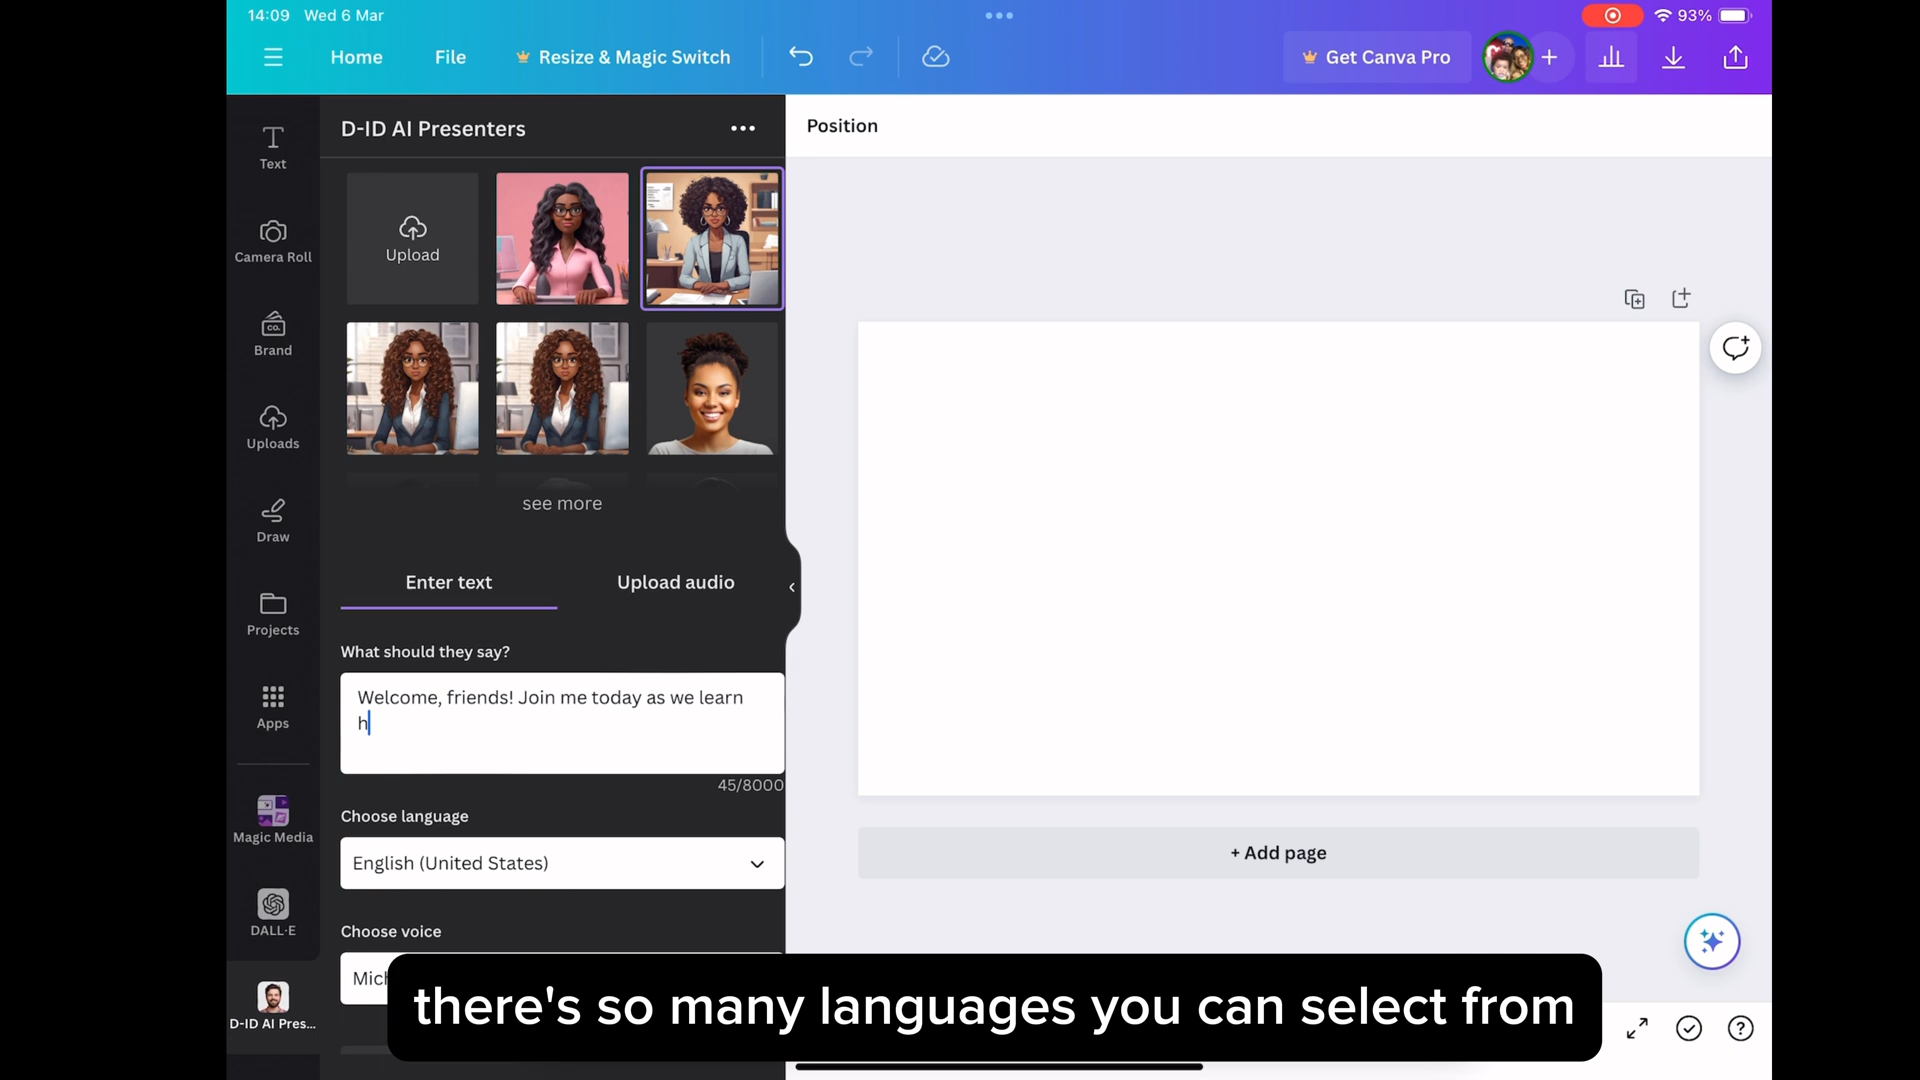 14:09 Wed 6 Mar
93%
Home File Resize & Magic Switch
Get Canva Pro
Text
Camera Roll
CO.
Brand
Uploads
Draw
Projects
Apps
Magic Media
DALL·E
D-ID AI Pres...
D-ID AI Presenters
Upload
see more
Enter text Upload audio
What should they say?
Welcome, friends! Join me today as we learn
h
45/8000
Choose language
English (United States)
Choose voice
Position
+ Add page
there's so many languages you can select from